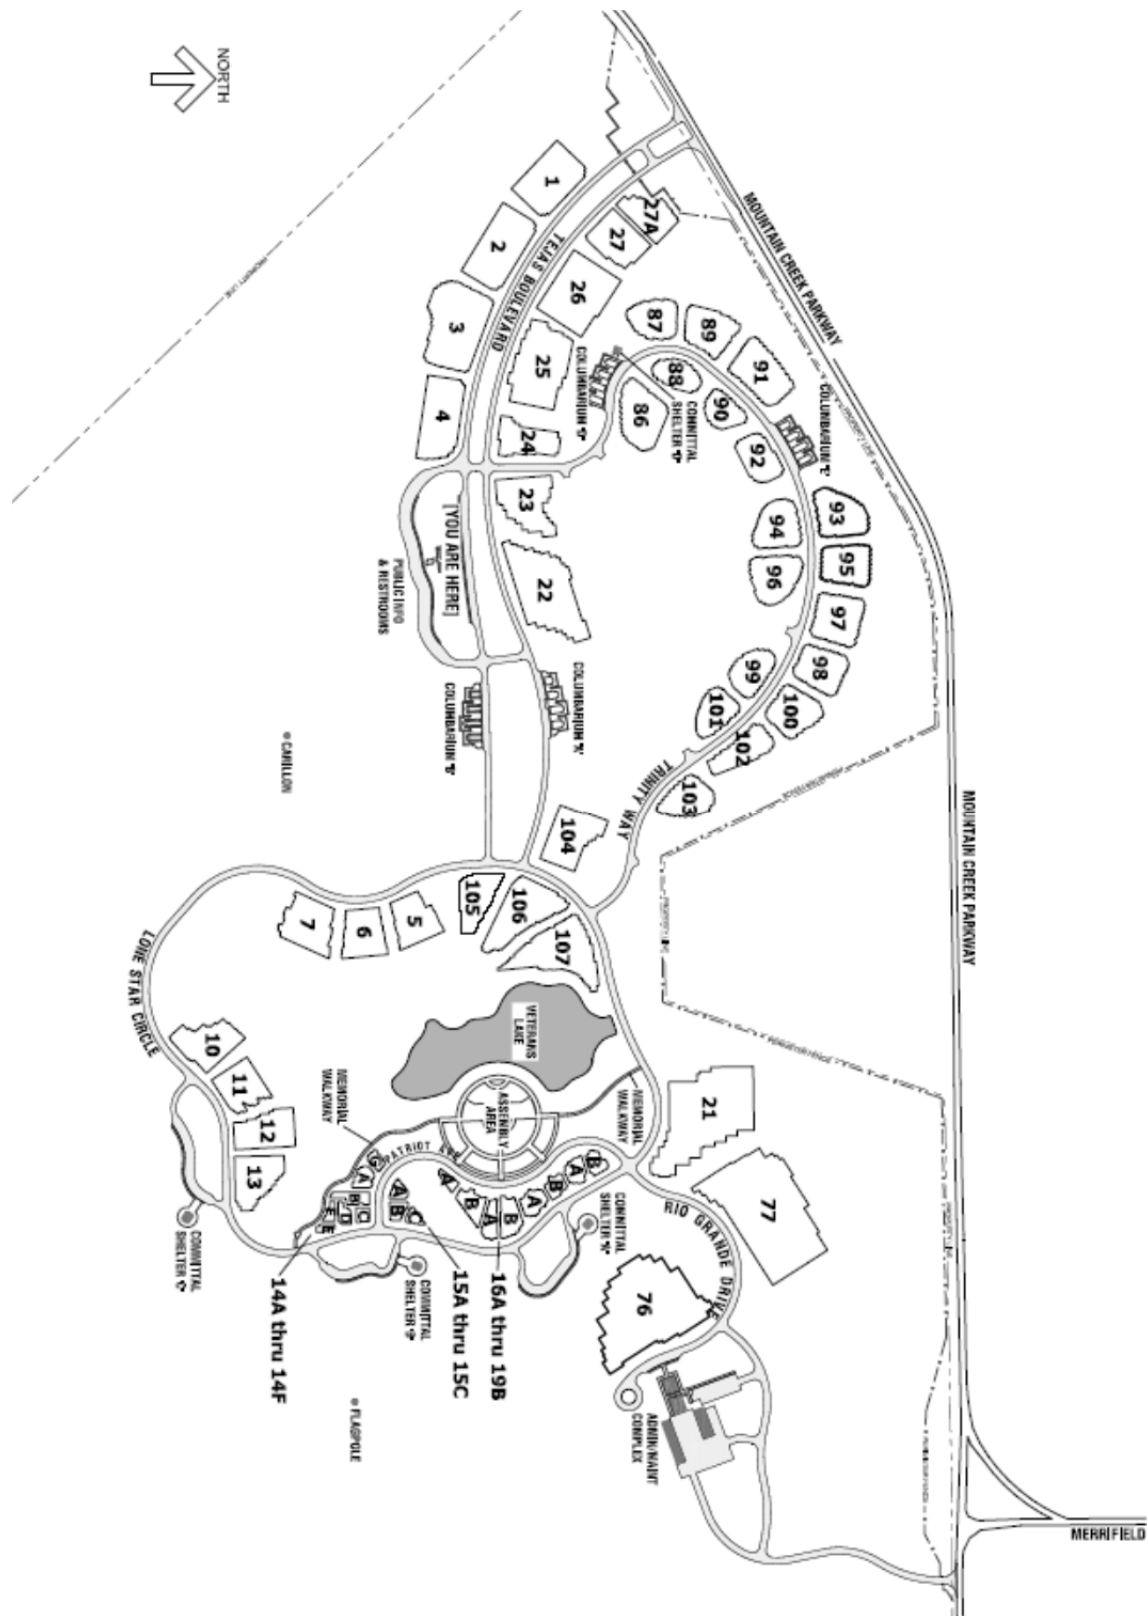 NORTH
PROPERTY LINE
MOUNTAIN CREEK PARKWAY
1
2
3
4
TEJAS BOULEVARD
27A
27
26
25
24
23
22
87
89
91
88
90
86
92
COLUMBARIUM
COMMITTAL
SHELTER
COLUMBARIUM
93
94
95
96
97
98
99
100
101
102
103
TRINITY WAY
104
[YOU ARE HERE]
PUBLIC INFO
& RESTROOMS
COLUMBARIUM
COLUMBARIUM
CARILLON
MOUNTAIN CREEK PARKWAY
105
106
107
5
6
7
LONE STAR CIRCLE
10
11
12
13
VETERANS
LAKE
MEMORIAL
WALKWAY
ASSEMBLY
AREA
MEMORIAL
WALKWAY
PATRIOT
21
77
76
RIO GRANDE DRIVE
G
A
B
C
D
E
F
A
B
C
A
B
A
B
A
B
A
B
COMMITTAL
SHELTER
COMMITTAL
SHELTER
COMMITTAL
SHELTER
14A thru 14F
15A thru 15C
16A thru 19B
FLAGPOLE
ADMIN/MAINT
COMPLEX
MERRIFIELD